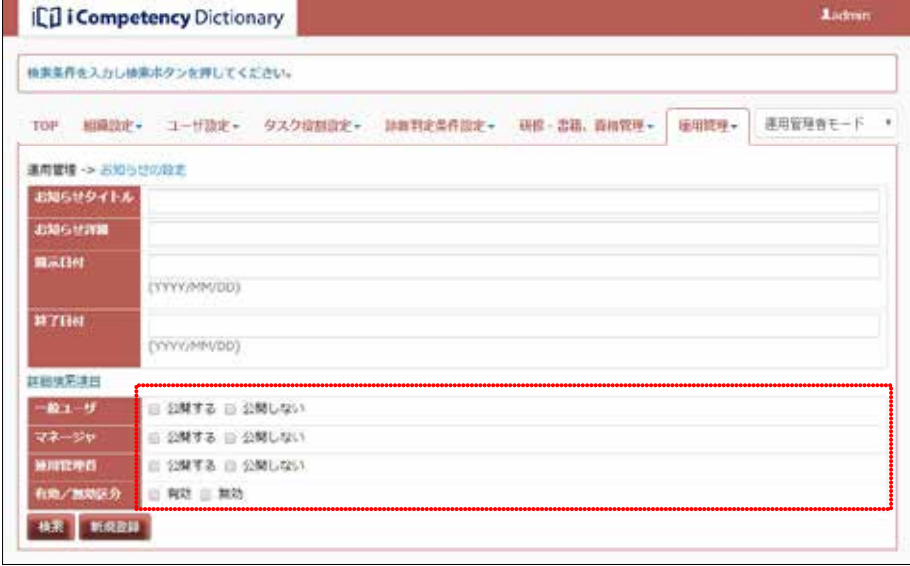 i Competency Dictionary
admin
検索条件を入力し検索ボタンを押してください。
TOP 組織設定 ユーザ設定 タスク役割設定 診断判定条件設定 研修・書籍、資格管理 運用管理 運用管理者モード
運用管理 -> お知らせの設定
お知らせタイトル
お知らせ詳細
開示日付
(YYYY/MM/DD)
終了日付
(YYYY/MM/DD)
詳細検索項目
一般ユーザ 公開する 公開しない
マネージャ 公開する 公開しない
運用管理者 公開する 公開しない
有効／無効区分 有効 無効
検索 新規登録